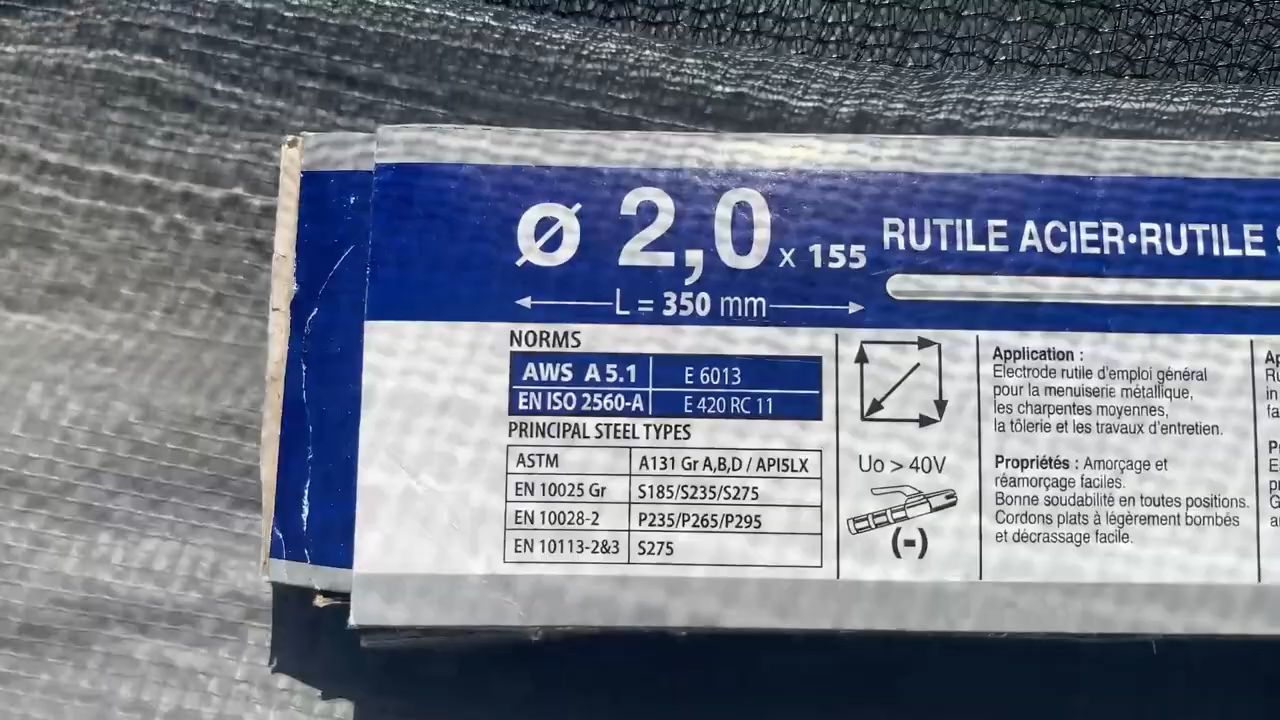 Ø 2,0 x 155
L = 350 mm
RUTILE ACIER·RUTILE
NORMS
AWS A 5.1 E 6013
EN ISO 2560-A E 420 RC 11
PRINCIPAL STEEL TYPES
ASTM A131 Gr A,B,D / API5LX
EN 10025 Gr S185/S235/S275
EN 10028-2 P235/P265/P295
EN 10113-2&3 S275
Uo > 40V
(-)
Application :
Electrode rutile d'emploi général
pour la menuiserie métallique,
les charpentes moyennes,
la tôlerie et les travaux d'entretien.
Propriétés : Amorçage et
réamorçage faciles.
Bonne soudabilité en toutes positions.
Cordons plats à légèrement bombés
et décrassage facile.